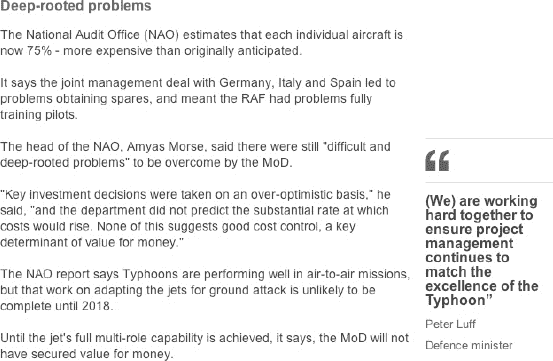 Deep-rooted problems
The National Audit Office (NAO) estimates that each individual aircraft is
now 75% - more expensive than originally anticipated.
It says the joint management deal with Germany, Italy and Spain led to
problems obtaining spares, and meant the RAF had problems fully
training pilots.
The head of the NAO, Amyas Morse, said there were still "difficult and
deep-rooted problems" to be overcome by the MoD.
"Key investment decisions were taken on an over-optimistic basis," he
said, "and the department did not predict the substantial rate at which
costs would rise. None of this suggests good cost control, a key
determinant of value for money."
The NAO report says Typhoons are performing well in air-to-air missions,
but that work on adapting the jets for ground attack is unlikely to be
complete until 2018.
Until the jet's full multi-role capability is achieved, it says, the MoD will not
have secured value for money.
“
(We) are working
hard together to
ensure project
management
continues to
match the
excellence of the
Typhoon”
Peter Luff
Defence minister